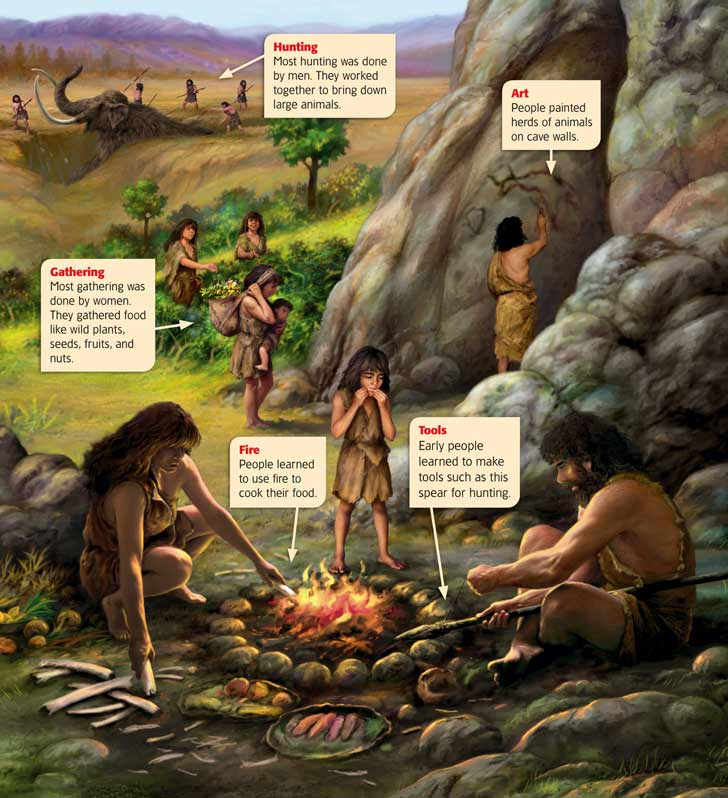 Hunting
Most hunting was done
by men. They worked
together to bring down
large animals.
Art
People painted
herds of animals
on cave walls.
Gathering
Most gathering was
done by women.
They gathered food
like wild plants,
seeds, fruits, and
nuts.
Fire
People learned
to use fire to
cook their food.
Tools
Early people
learned to make
tools such as this
spear for hunting.